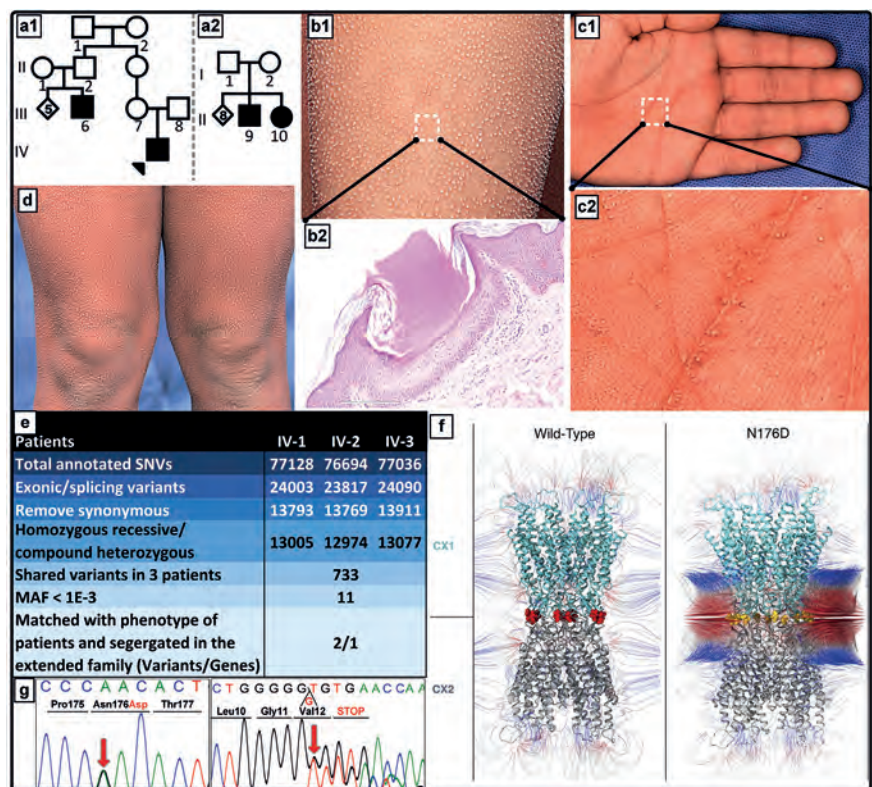 a1
a2
b1
c1
1
2
II
1
2
I
1
2
III
5
6
7
8
8
II
9
10
IV
d
b2
c2
e
Patients IV-1 IV-2 IV-3
Total annotated SNVs 77128 76694 77036
Exonic/splicing variants 24003 23817 24090
Remove synonymous 13793 13769 13911
Homozygous recessive/
compound heterozygous 13005 12974 13077
Shared variants in 3 patients 733
MAF < 1E-3 11
Matched with phenotype of
patients and segergated in the
extended family (Variants/Genes) 2/1
f
Wild-Type N176D
CX1
CX2
g
C C C A A C A C T
Pro175 Asn176Asp Thr177
C T G G G G G T G T G A A C C A A
G
Leu10 Gly11 Val12 STOP